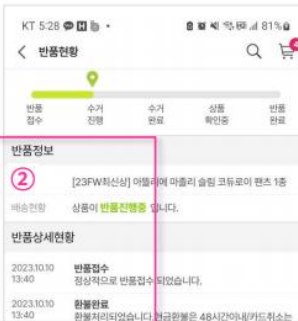 KT 5:28
81%
반품현황
반품 접수
수거 진행
수거 완료
상품 확인중
반품 완료
반품정보
②
[23FW최신상] 아뜰리에 마졸리 슬림 코듀로이 팬츠 1종
배송현황 상품이 반품진행중 입니다.
반품상세현황
2023.10.10 반품접수
13:40 정상적으로 반품접수 되었습니다.
2023.10.10 환불완료
13:40 환불처리되었습니다.현금환불은 48시간이내/카드취소는